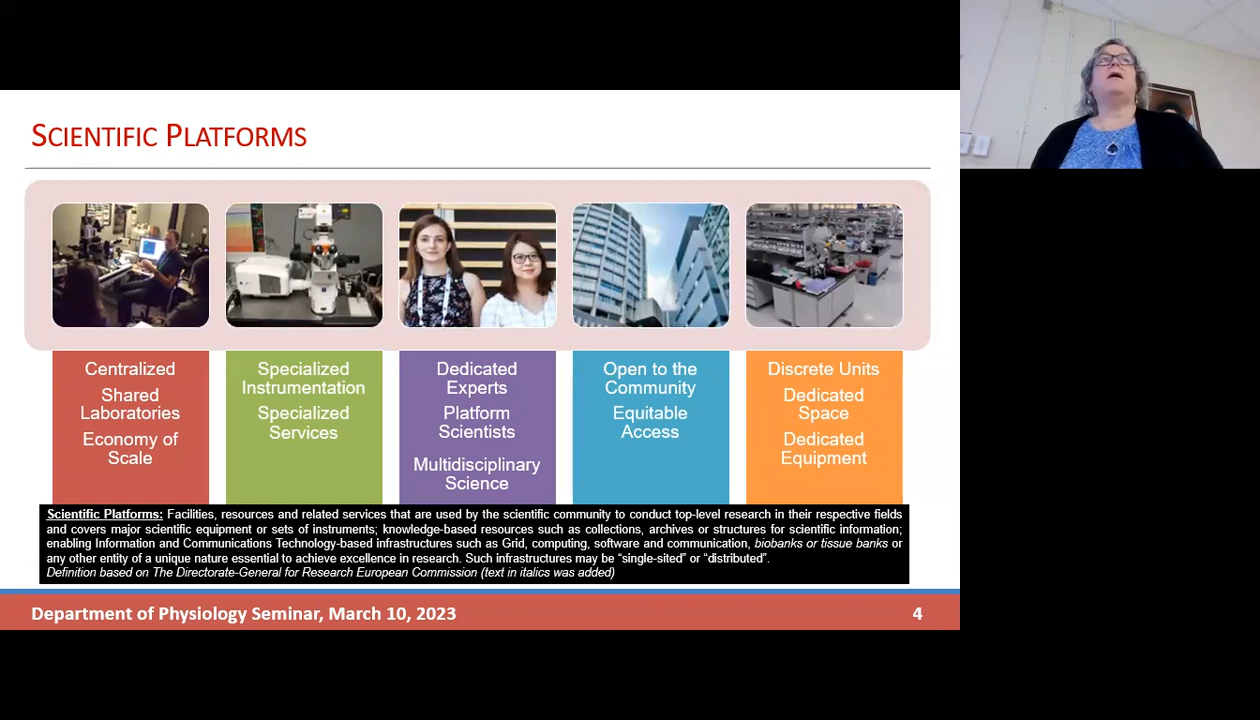 SCIENTIFIC PLATFORMS
Centralized
Shared
Laboratories
Economy of
Scale
Specialized
Instrumentation
Specialized
Services
Dedicated
Experts
Platform
Scientists
Multidisciplinary
Science
Open to the
Community
Equitable
Access
Discrete Units
Dedicated
Space
Dedicated
Equipment
Scientific Platforms: Facilities, resources and related services that are used by the scientific community to conduct top-level research in their respective fields
and covers major scientific equipment or sets of instruments; knowledge-based resources such as collections, archives or structures for scientific information;
enabling Information and Communications Technology-based infrastructures such as Grid, computing, software and communication, biobanks or tissue banks or
any other entity of a unique nature essential to achieve excellence in research. Such infrastructures may be “single-sited” or “distributed”.
Definition based on The Directorate-General for Research European Commission (text in italics was added)
Department of Physiology Seminar, March 10, 2023
4